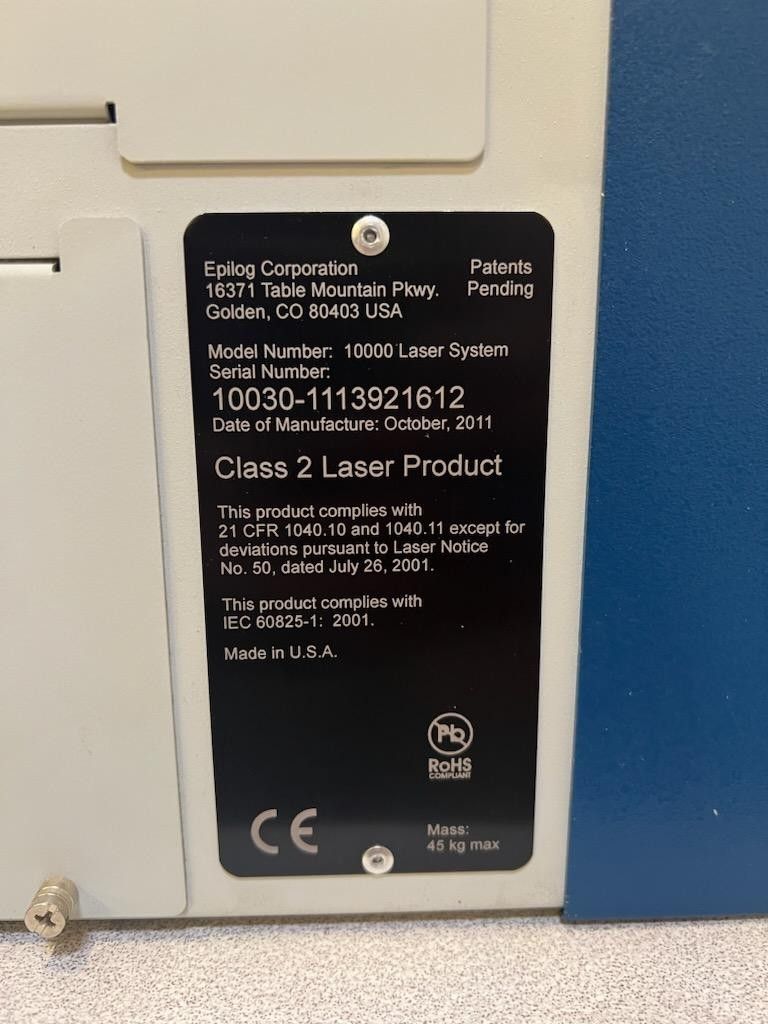 Epilog Corporation
16371 Table Mountain Pkwy.
Golden, CO 80403 USA
Patents
Pending
Model Number: 10000 Laser System
Serial Number:
10030-1113921612
Date of Manufacture: October, 2011
Class 2 Laser Product
This product complies with
21 CFR 1040.10 and 1040.11 except for
deviations pursuant to Laser Notice
No. 50, dated July 26, 2001.
This product complies with
IEC 60825-1: 2001.
Made in U.S.A.
Pb
RoHS
COMPLIANT
CE
Mass:
45 kg max